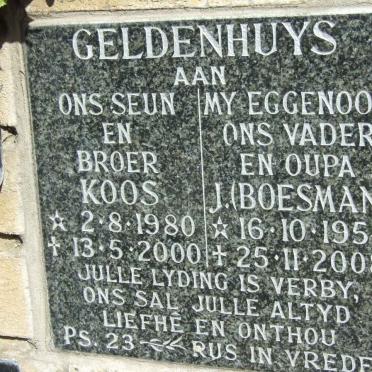 GELDENHUYS
AAN
ONS SEUN
EN
BROER
KOOS
☆ 2·8·1980
✝ 13·5·2000
MY EGGENOO
ONS VADER
EN OUPA
J.(BOESMAN
☆ 16·10·195
✝ 25·11·200
JULLE LYDING IS VERBY,
ONS SAL JULLE ALTYD
LIEFHÊ EN ONTHOU
PS. 23 RUS IN VREDE